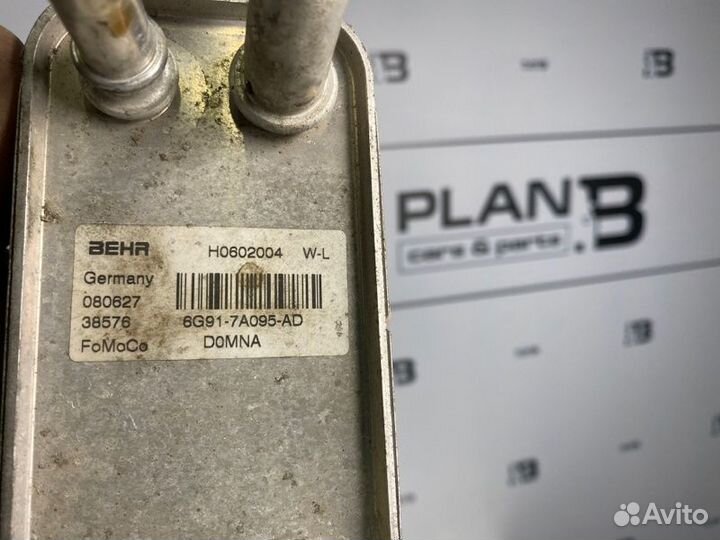 BEHR H0602004 W-L
Germany
080627
38576 6G91-7A095-AD
FoMoCo D0MNA
PLAN B
cars & parts
Avito